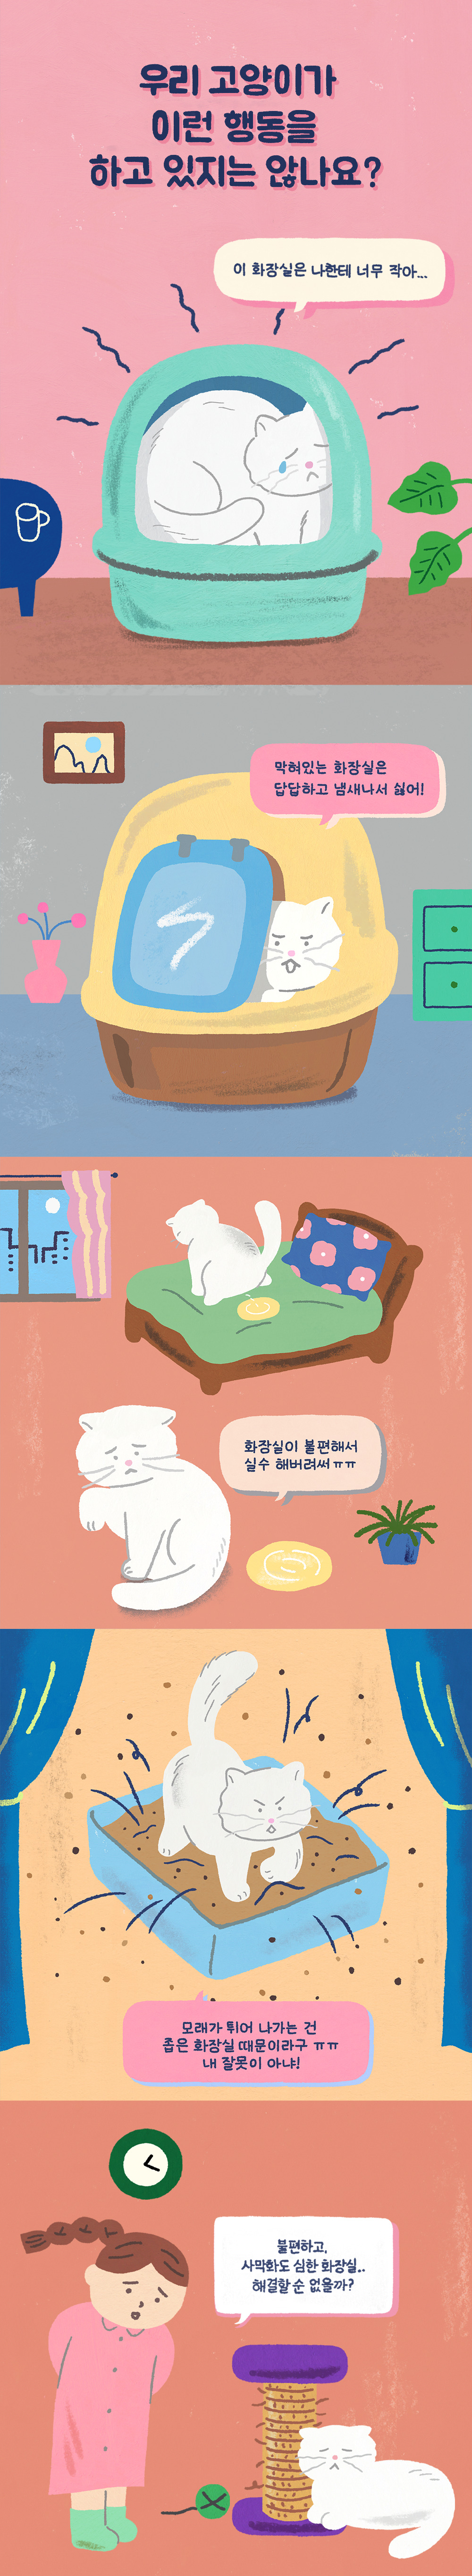 우리 고양이가
이런 행동을
하고 있지는 않나요?
이 화장실은 나한테 너무 작아...
막혀있는 화장실은
답답하고 냄새나서 싫어!
화장실이 불편해서
실수 해버려써 ㅠㅠ
모래가 튀어 나가는 건
좁은 화장실 때문이라구 ㅠㅠ
내 잘못이 아냐!
불편하고,
사막화도 심한 화장실..
해결할 순 없을까?